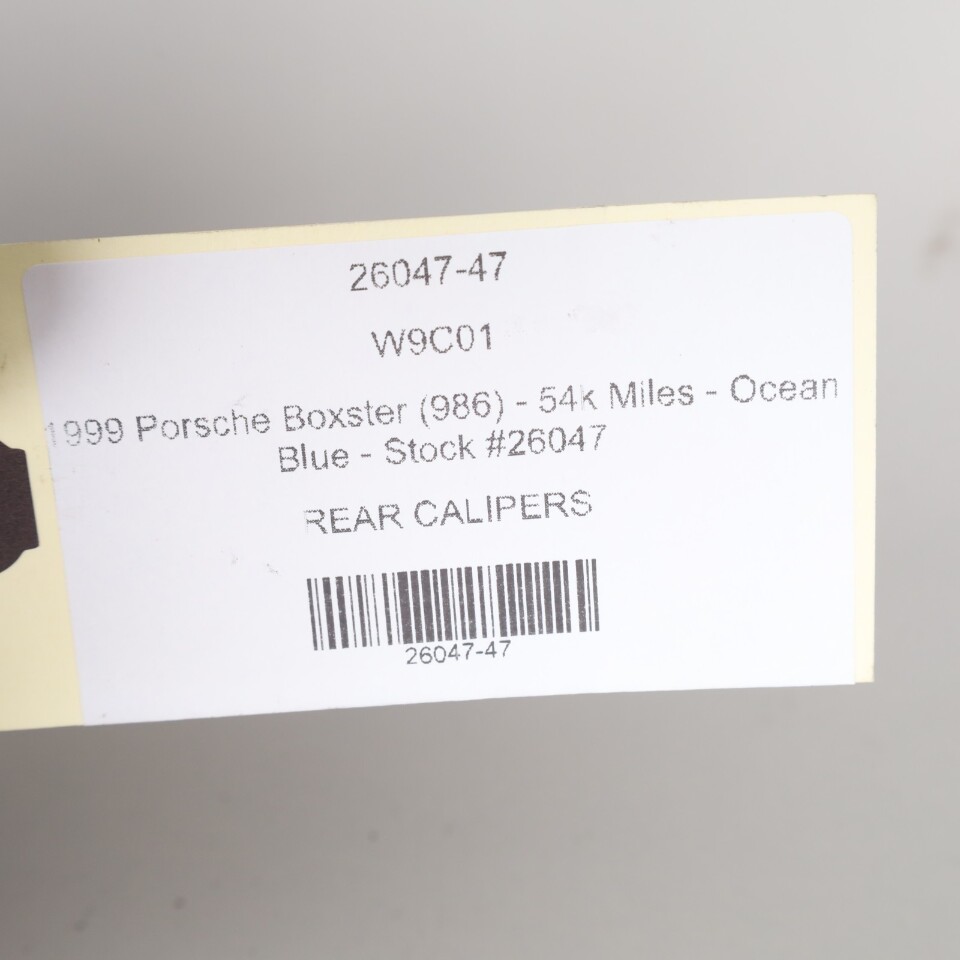 26047-47
W9C01
1999 Porsche Boxster (986) - 54k Miles - Ocean
Blue - Stock #26047
REAR CALIPERS
26047-47